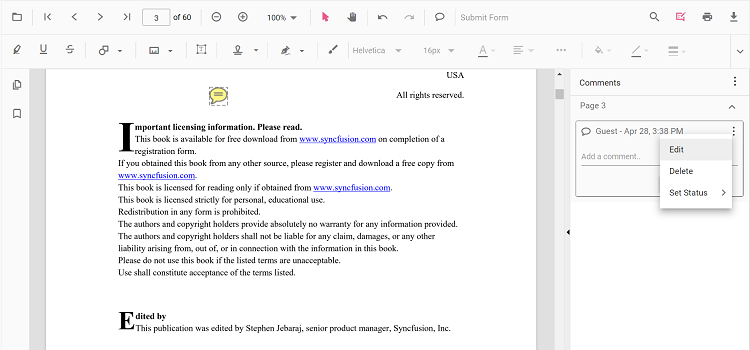 3 of 60 100% Submit Form
Helvetica 16px
USA
All rights reserved.
Important licensing information. Please read.
This book is available for free download from www.syncfusion.com on completion of a
registration form.
If you obtained this book from any other source, please register and download a free copy from
www.syncfusion.com.
This book is licensed for reading only if obtained from www.syncfusion.com.
This book is licensed strictly for personal, educational use.
Redistribution in any form is prohibited.
The authors and copyright holders provide absolutely no warranty for any information provided.
The authors and copyright holders shall not be liable for any claim, damages, or any other
liability arising from, out of, or in connection with the information in this book.
Please do not use this book if the listed terms are unacceptable.
Use shall constitute acceptance of the terms listed.
Edited by
This publication was edited by Stephen Jebaraj, senior product manager, Syncfusion, Inc.
Comments
Page 3
Guest - Apr 28, 3:38 PM
Add a comment..
Edit
Delete
Set Status